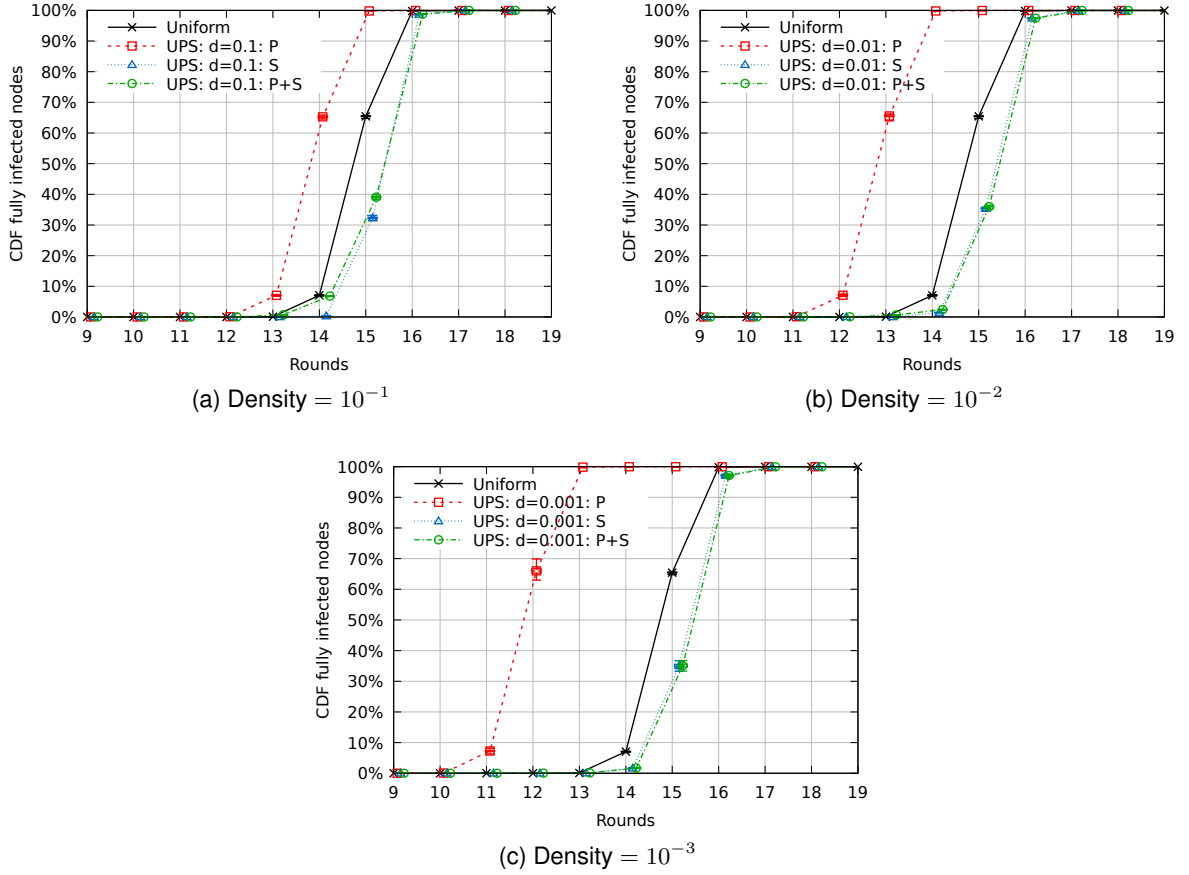 CDF fully infected nodes
100%
90%
80%
70%
60%
50%
40%
30%
20%
10%
0%
Uniform
UPS: d=0.1: P
UPS: d=0.1: S
UPS: d=0.1: P+S
9 10 11 12 13 14 15 16 17 18 19
Rounds
(a) Density = 10⁻¹
CDF fully infected nodes
100%
90%
80%
70%
60%
50%
40%
30%
20%
10%
0%
Uniform
UPS: d=0.01: P
UPS: d=0.01: S
UPS: d=0.01: P+S
9 10 11 12 13 14 15 16 17 18 19
Rounds
(b) Density = 10⁻²
CDF fully infected nodes
100%
90%
80%
70%
60%
50%
40%
30%
20%
10%
0%
Uniform
UPS: d=0.001: P
UPS: d=0.001: S
UPS: d=0.001: P+S
9 10 11 12 13 14 15 16 17 18 19
Rounds
(c) Density = 10⁻³